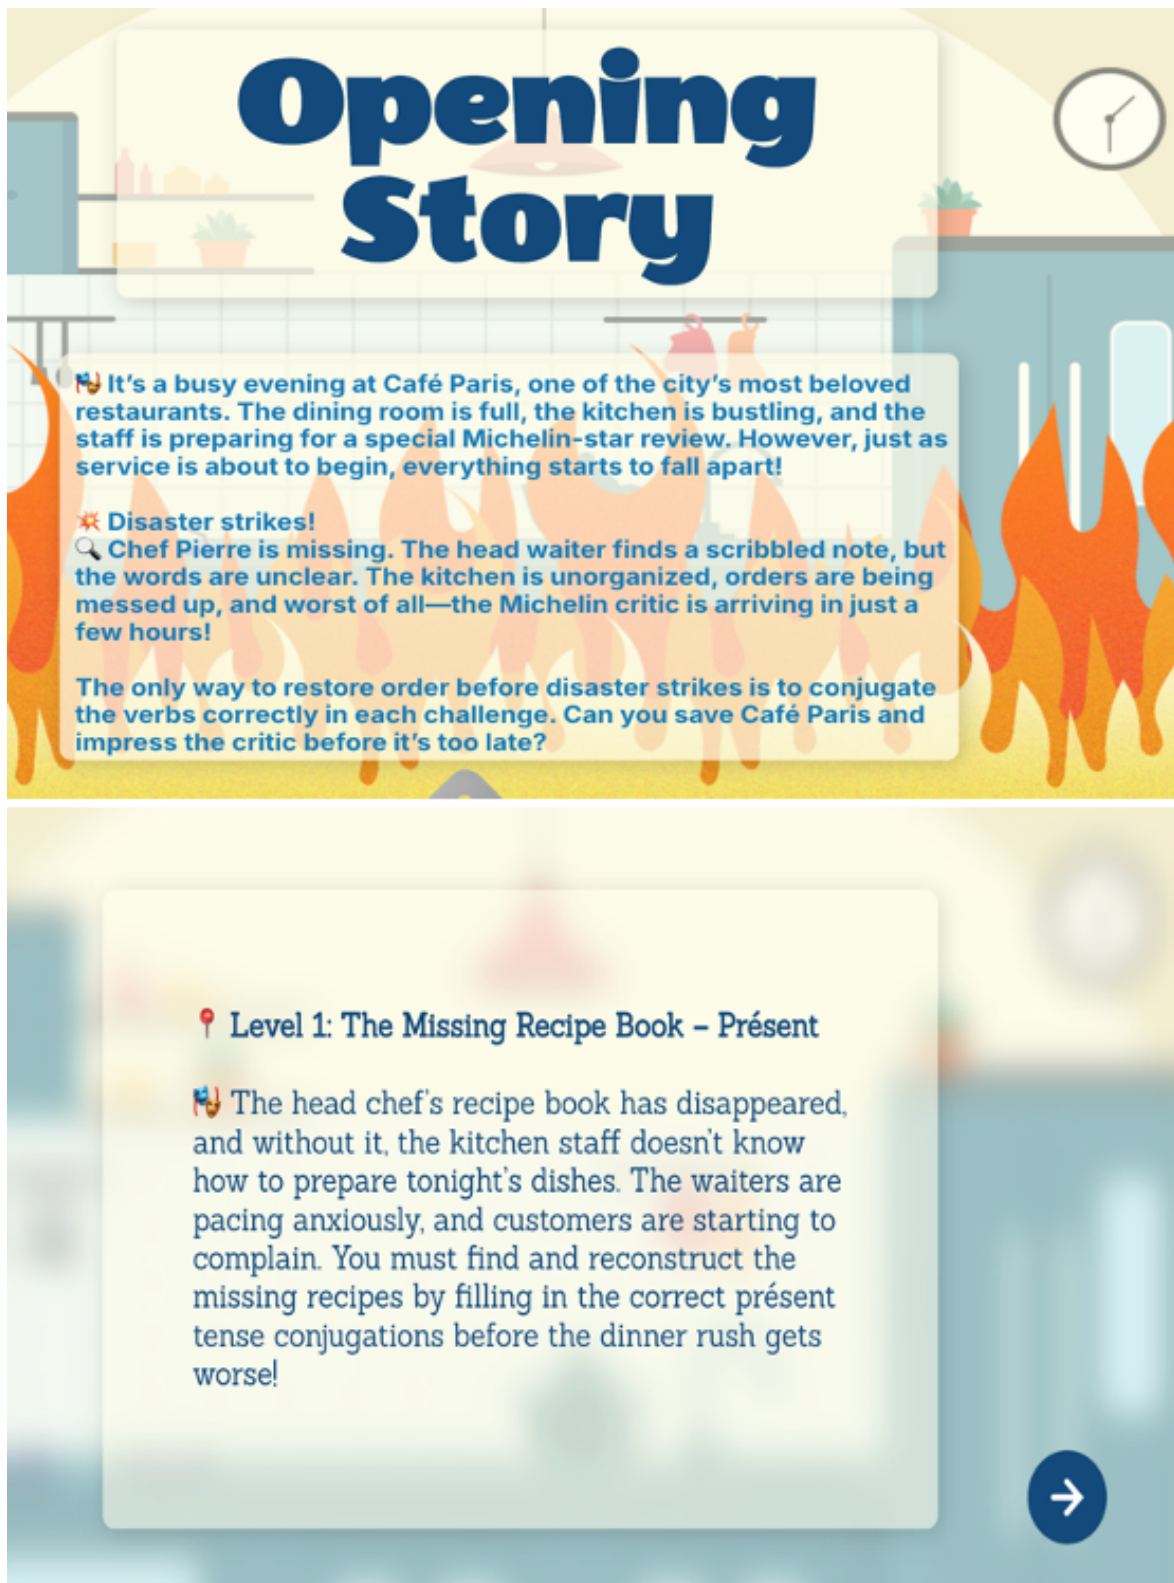 Opening
Story
🎭 It’s a busy evening at Café Paris, one of the city’s most beloved
restaurants. The dining room is full, the kitchen is bustling, and the
staff is preparing for a special Michelin-star review. However, just as
service is about to begin, everything starts to fall apart!
💥 Disaster strikes!
🔍 Chef Pierre is missing. The head waiter finds a scribbled note, but
the words are unclear. The kitchen is unorganized, orders are being
messed up, and worst of all—the Michelin critic is arriving in just a
few hours!
The only way to restore order before disaster strikes is to conjugate
the verbs correctly in each challenge. Can you save Café Paris and
impress the critic before it’s too late?
📍 Level 1: The Missing Recipe Book – Présent
🎭 The head chef’s recipe book has disappeared,
and without it, the kitchen staff doesn’t know
how to prepare tonight’s dishes. The waiters are
pacing anxiously, and customers are starting to
complain. You must find and reconstruct the
missing recipes by filling in the correct présent
tense conjugations before the dinner rush gets
worse!